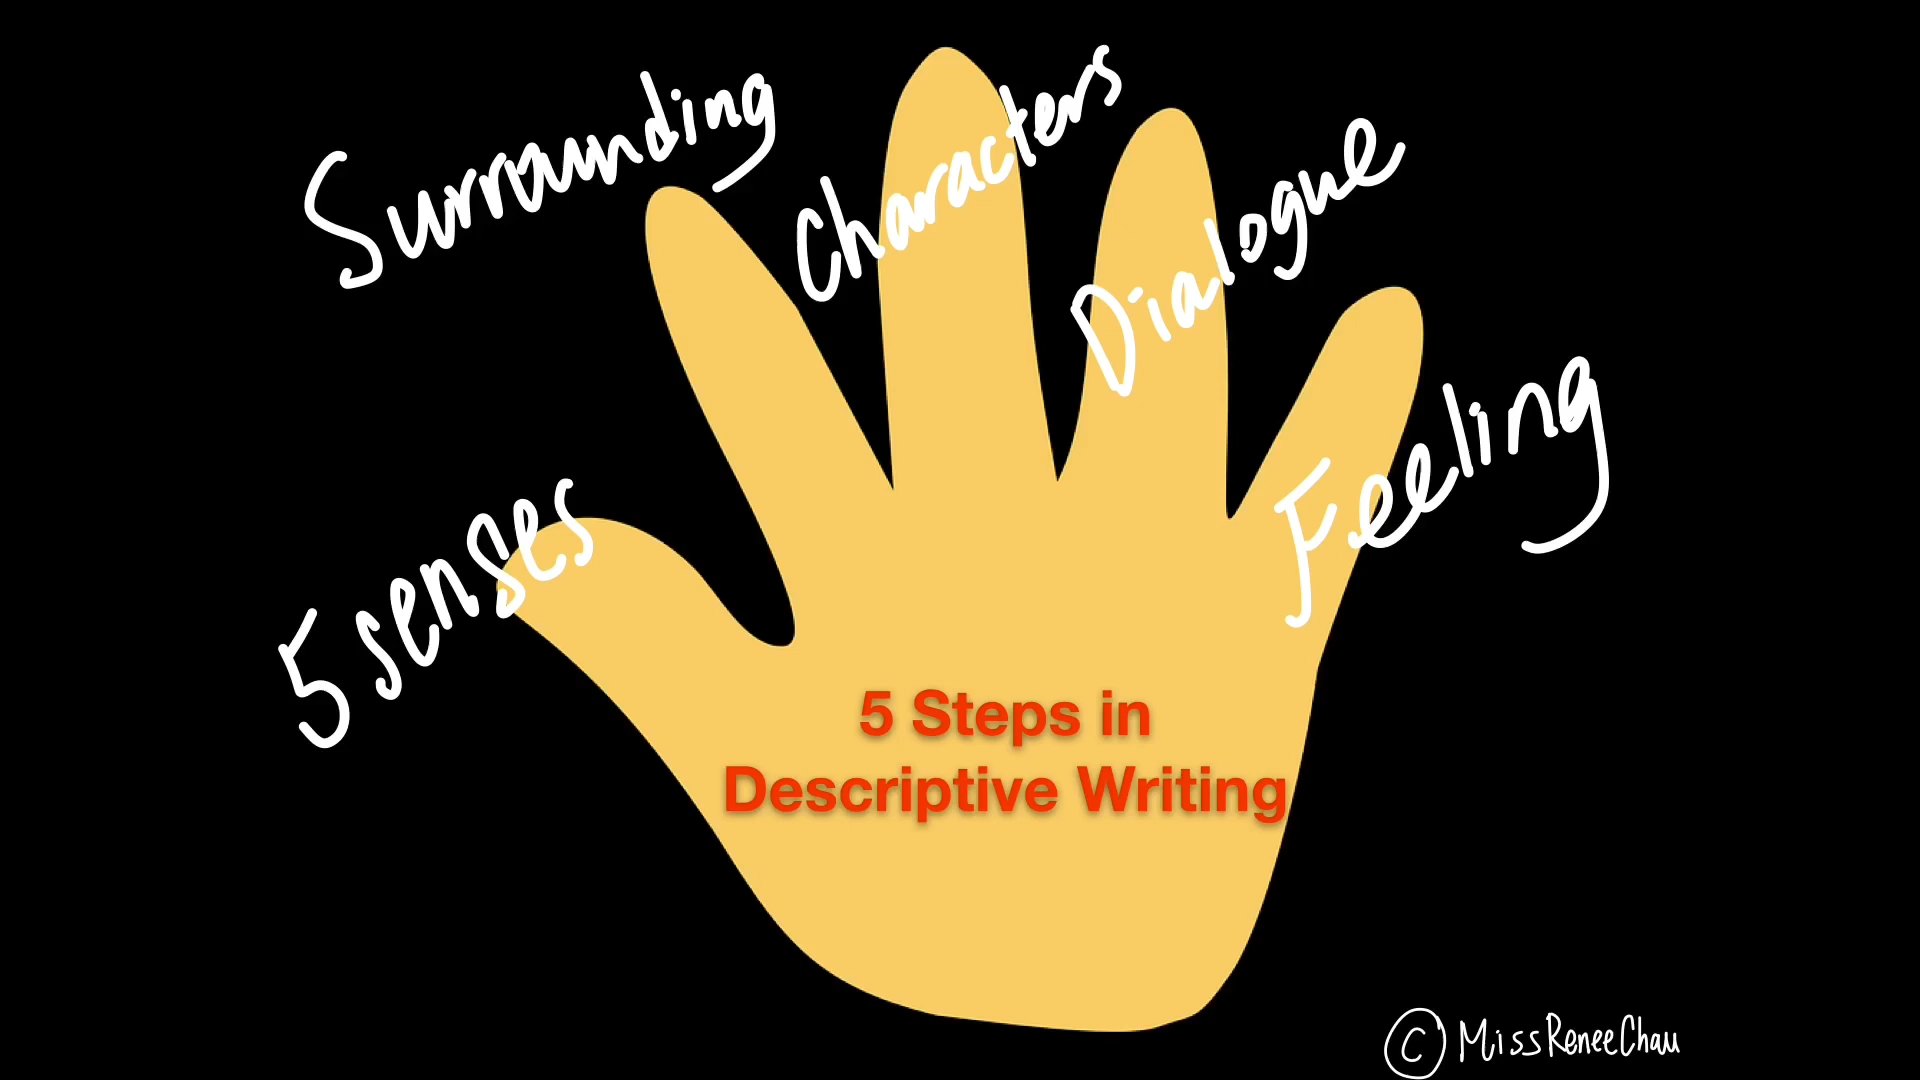 Surrounding
Characters
Dialogue
Feeling
5 senses
5 Steps in
Descriptive Writing
© MissReneeChau